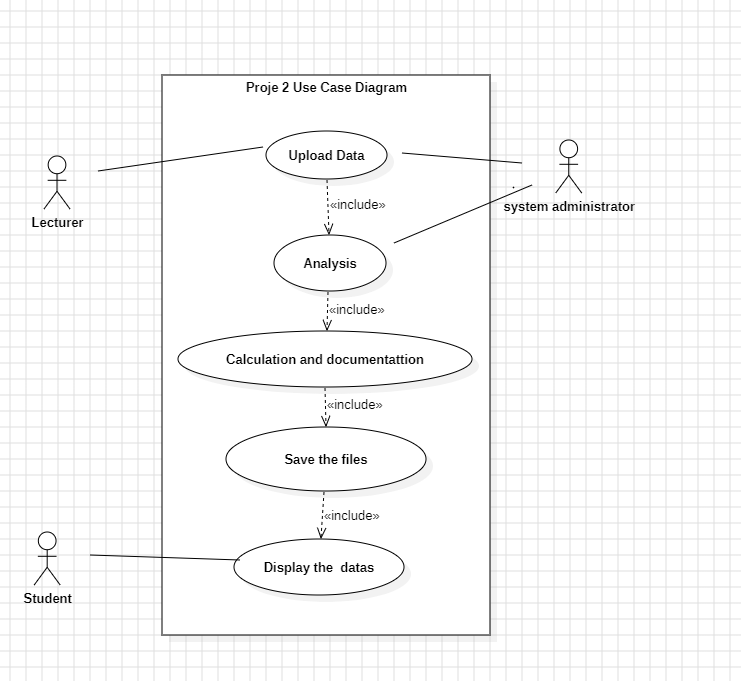 Proje 2 Use Case Diagram
Upload Data
«include»
Lecturer
system administrator
Analysis
«include»
Calculation and documentattion
«include»
Save the files
«include»
Display the  datas
Student